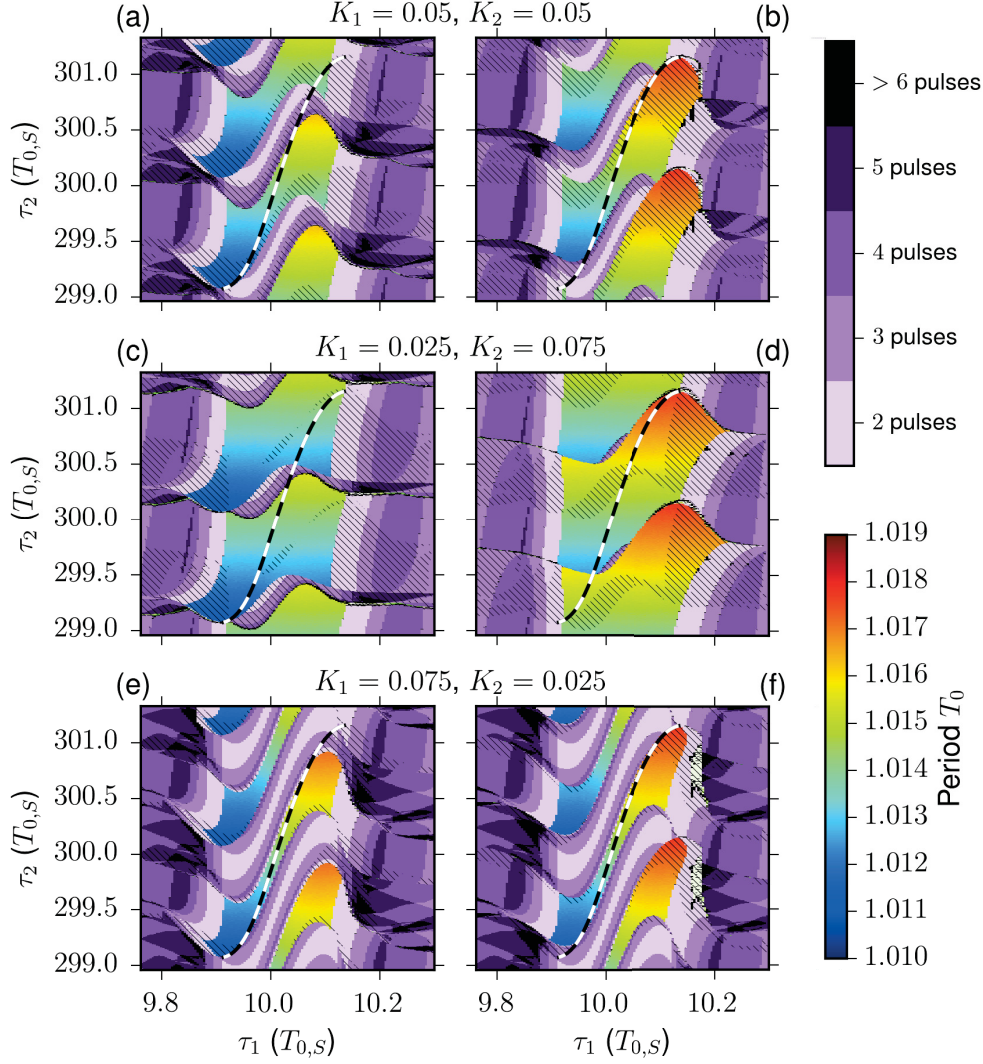 (a) $K_1 = 0.05, K_2 = 0.05$ (b)
301.0
300.5
300.0
299.5
299.0
τ₂ (T₀,S)
(c) K₁ = 0.025, K₂ = 0.075 (d)
301.0
300.5
300.0
299.5
299.0
τ₂ (T₀,S)
(e) K₁ = 0.075, K₂ = 0.025 (f)
301.0
300.5
300.0
299.5
299.0
τ₂ (T₀,S)
9.8 10.0 10.2
τ₁ (T₀,S)
9.8 10.0 10.2
τ₁ (T₀,S)
> 6 pulses
5 pulses
4 pulses
3 pulses
2 pulses
1.019
1.018
1.017
1.016
1.015
1.014
1.013
1.012
1.011
1.010
Period T₀